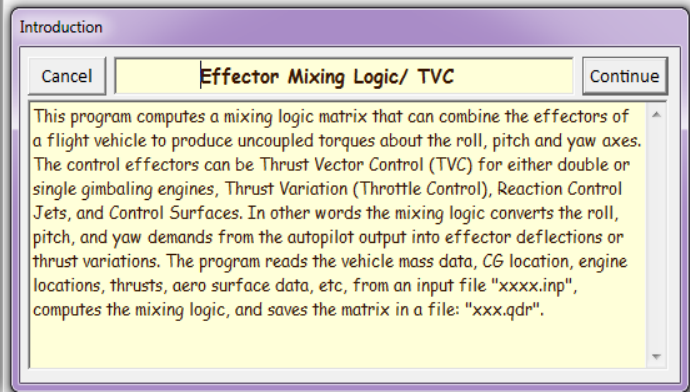 Introduction
Cancel
Effector Mixing Logic/ TVC
Continue
This program computes a mixing logic matrix that can combine the effectors of
a flight vehicle to produce uncoupled torques about the roll, pitch and yaw axes.
The control effectors can be Thrust Vector Control (TVC) for either double or
single gimbaling engines, Thrust Variation (Throttle Control), Reaction Control
Jets, and Control Surfaces. In other words the mixing logic converts the roll,
pitch, and yaw demands from the autopilot output into effector deflections or
thrust variations. The program reads the vehicle mass data, CG location, engine
locations, thrusts, aero surface data, etc, from an input file "xxxx.inp",
computes the mixing logic, and saves the matrix in a file: "xxx.qdr".